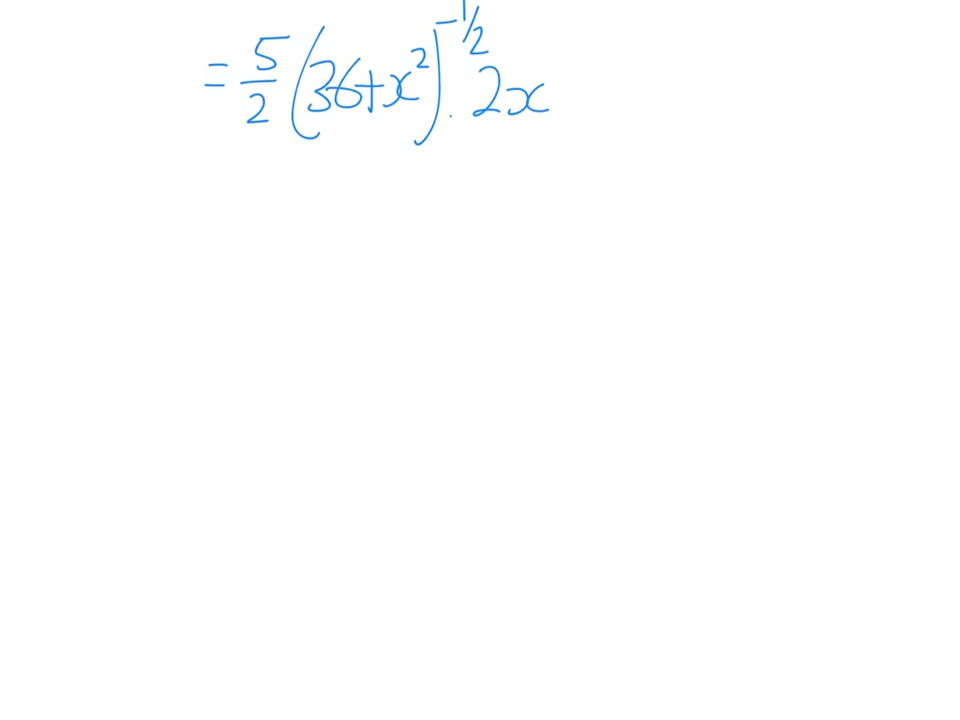 = 5/2 (36+x²)^-1/2 . 2x